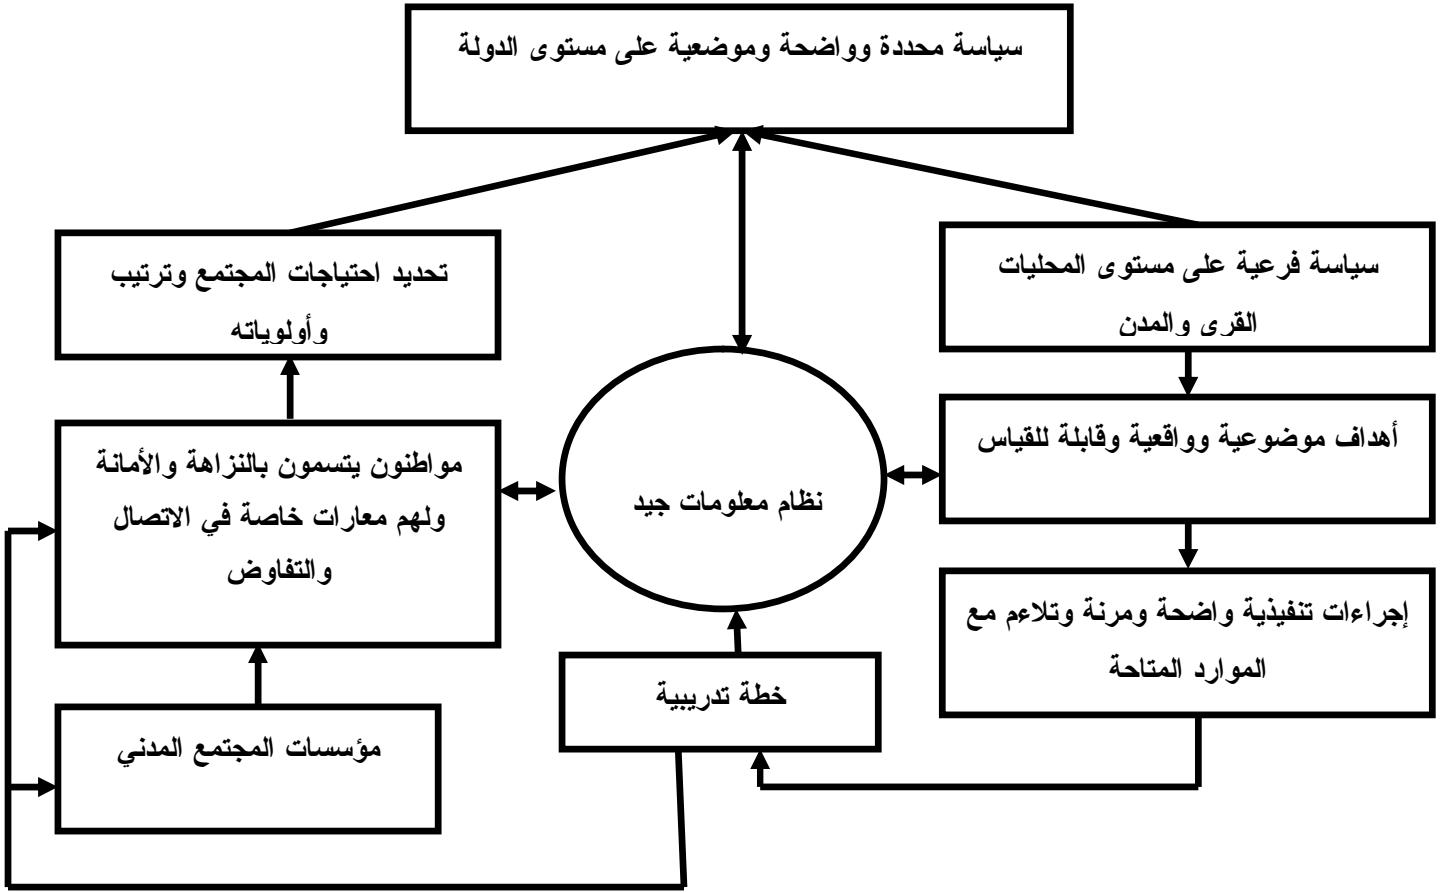 سياسة محددة وواضحة وموضعية على مستوى الدولة
سياسة فرعية على مستوى المحليات
القرى والمدن
تحديد احتياجات المجتمع وترتيب
وأولوياته
أهداف موضوعية وواقعية وقابلة للقياس
مواطنون يتسمون بالنزاهة والأمانة
ولهم معارات خاصة في الاتصال
والتفاوض
نظام معلومات جيد
إجراءات تنفيذية واضحة ومرنة وتلاءم مع
الموارد المتاحة
خطة تدريبية
مؤسسات المجتمع المدني